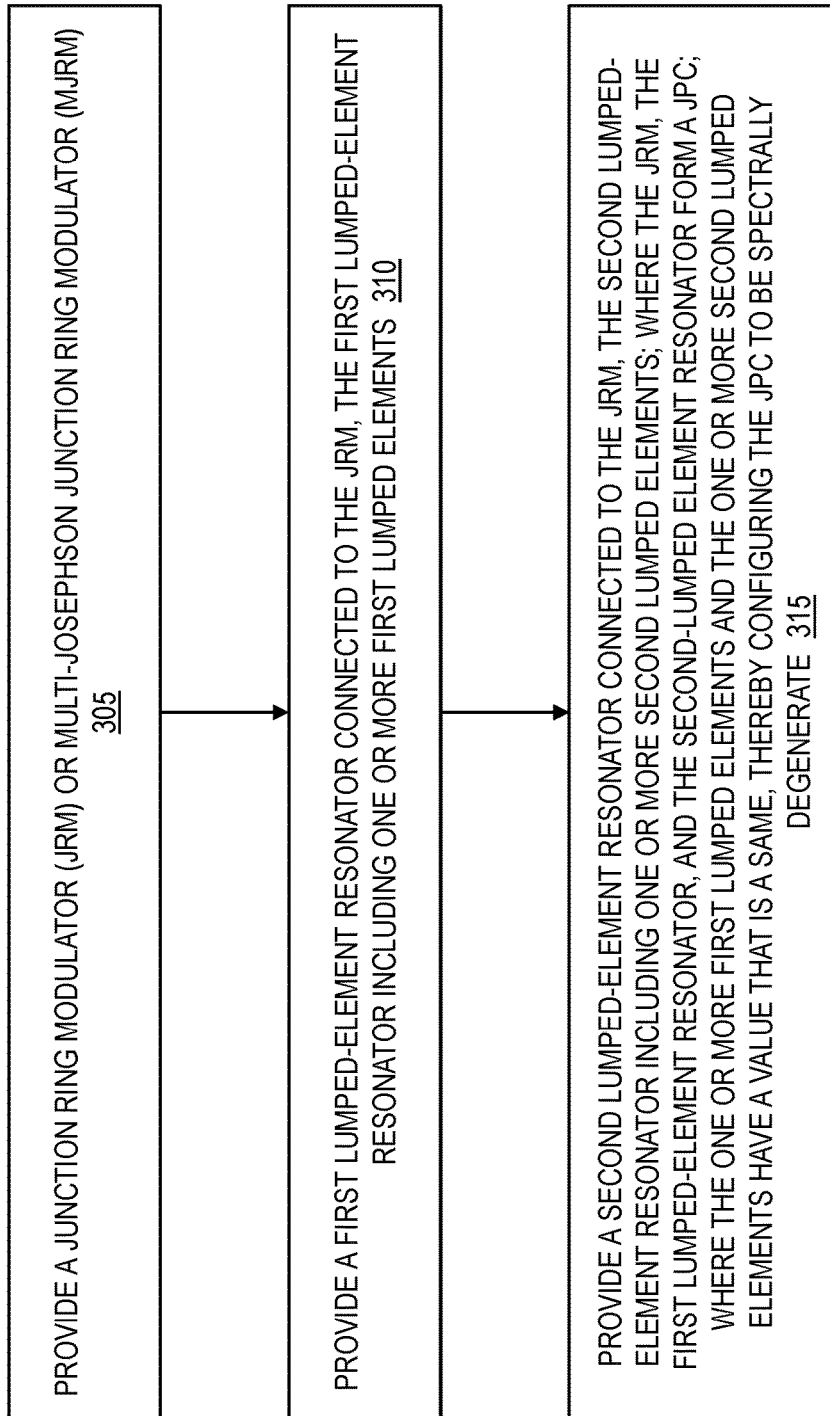 PROVIDE A JUNCTION RING MODULATOR (JRM) OR MULTI-JOSEPHSON JUNCTION RING MODULATOR (MJRM)
305
PROVIDE A FIRST LUMPED-ELEMENT RESONATOR CONNECTED TO THE JRM, THE FIRST LUMPED-ELEMENT
RESONATOR INCLUDING ONE OR MORE FIRST LUMPED ELEMENTS 310
PROVIDE A SECOND LUMPED-ELEMENT RESONATOR CONNECTED TO THE JRM, THE SECOND LUMPED-
ELEMENT RESONATOR INCLUDING ONE OR MORE SECOND LUMPED ELEMENTS; WHERE THE JRM, THE
FIRST LUMPED-ELEMENT RESONATOR, AND THE SECOND-LUMPED ELEMENT RESONATOR FORM A JPC;
WHERE THE ONE OR MORE FIRST LUMPED ELEMENTS AND THE ONE OR MORE SECOND LUMPED
ELEMENTS HAVE A VALUE THAT IS A SAME, THEREBY CONFIGURING THE JPC TO BE SPECTRALLY
DEGENERATE 315